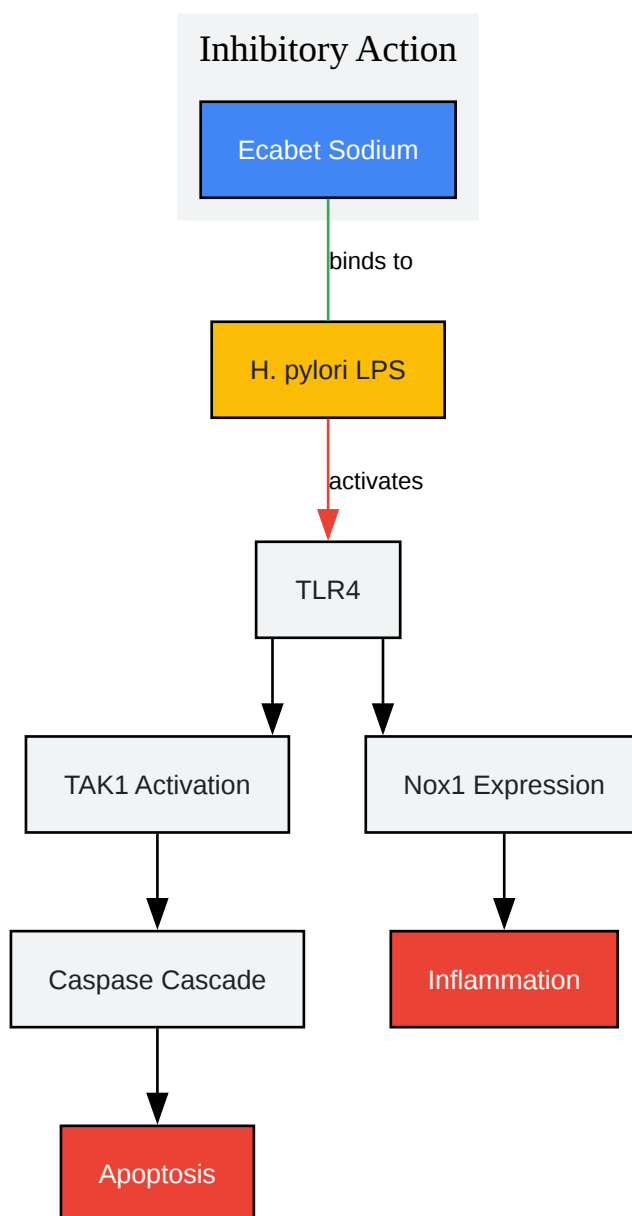 Inhibitory Action
Ecabet Sodium
binds to
H. pylori LPS
activates
TLR4
TAK1 Activation
Nox1 Expression
Caspase Cascade
Inflammation
Apoptosis